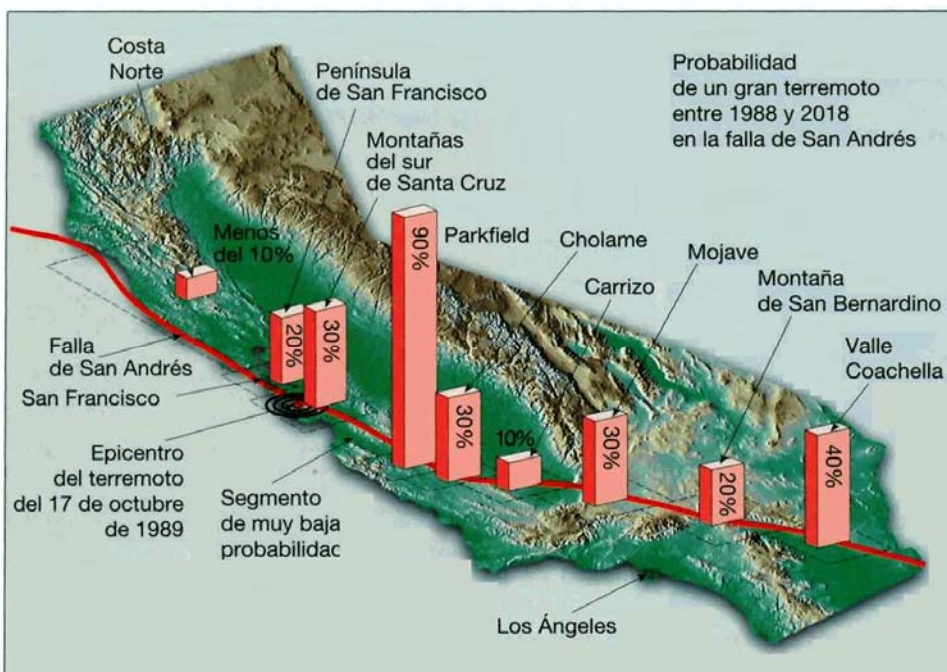 Costa
Norte
Península
de San Francisco
Montañas
del sur
de Santa Cruz
Probabilidad
de un gran terremoto
entre 1988 y 2018
en la falla de San Andrés
Menos
del 10%
90%
Parkfield
Cholame
Carrizo
Mojave
Montaña
de San Bernardino
Valle
Coachella
20%
30%
30%
10%
30%
20%
40%
Falla
de San Andrés
San Francisco
Epicentro
del terremoto
del 17 de octubre
de 1989
Segmento
de muy baja
probabilidac
Los Ángeles